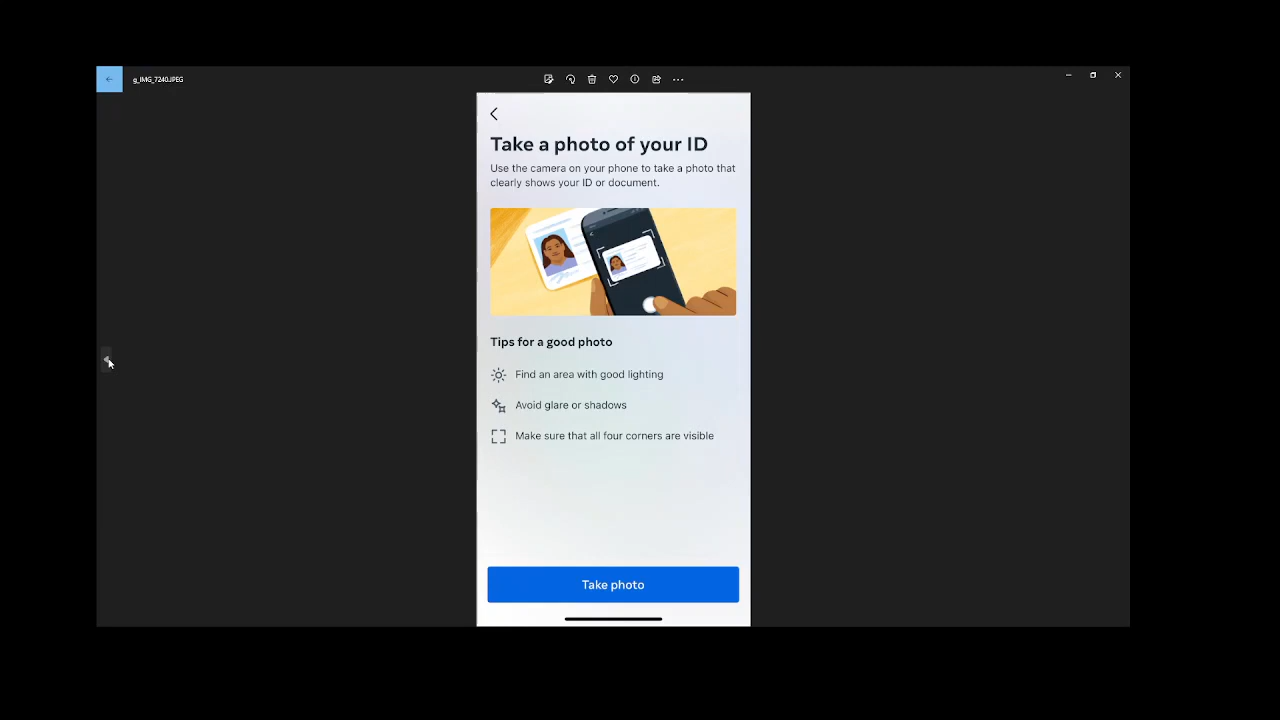 g_IMG_7240.JPEG
Take a photo of your ID
Use the camera on your phone to take a photo that
clearly shows your ID or document.
Tips for a good photo
Find an area with good lighting
Avoid glare or shadows
Make sure that all four corners are visible
Take photo